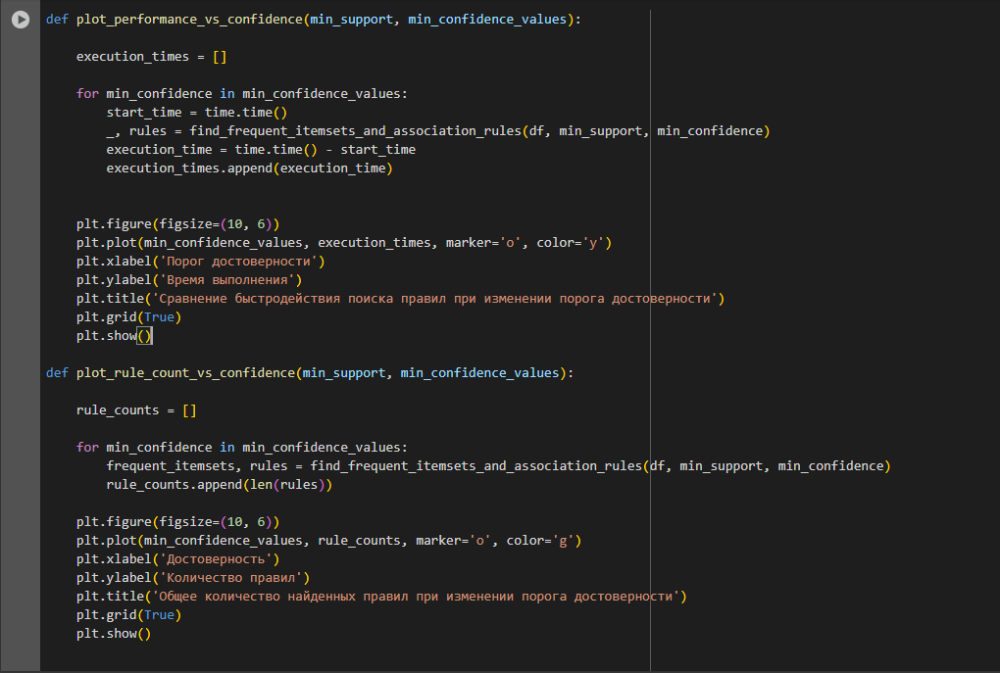 def plot_performance_vs_confidence(min_support, min_confidence_values):
    execution_times = []
    for min_confidence in min_confidence_values:
        start_time = time.time()
        _, rules = find_frequent_itemsets_and_association_rules(df, min_support, min_confidence)
        execution_time = time.time() - start_time
        execution_times.append(execution_time)
    plt.figure(figsize=(10, 6))
    plt.plot(min_confidence_values, execution_times, marker='o', color='y')
    plt.xlabel('Порог достоверности')
    plt.ylabel('Время выполнения')
    plt.title('Сравнение быстродействия поиска правил при изменении порога достоверности')
    plt.grid(True)
    plt.show()
def plot_rule_count_vs_confidence(min_support, min_confidence_values):
    rule_counts = []
    for min_confidence in min_confidence_values:
        frequent_itemsets, rules = find_frequent_itemsets_and_association_rules(df, min_support, min_confidence)
        rule_counts.append(len(rules))
    plt.figure(figsize=(10, 6))
    plt.plot(min_confidence_values, rule_counts, marker='o', color='g')
    plt.xlabel('Достоверность')
    plt.ylabel('Количество правил')
    plt.title('Общее количество найденных правил при изменении порога достоверности')
    plt.grid(True)
    plt.show()